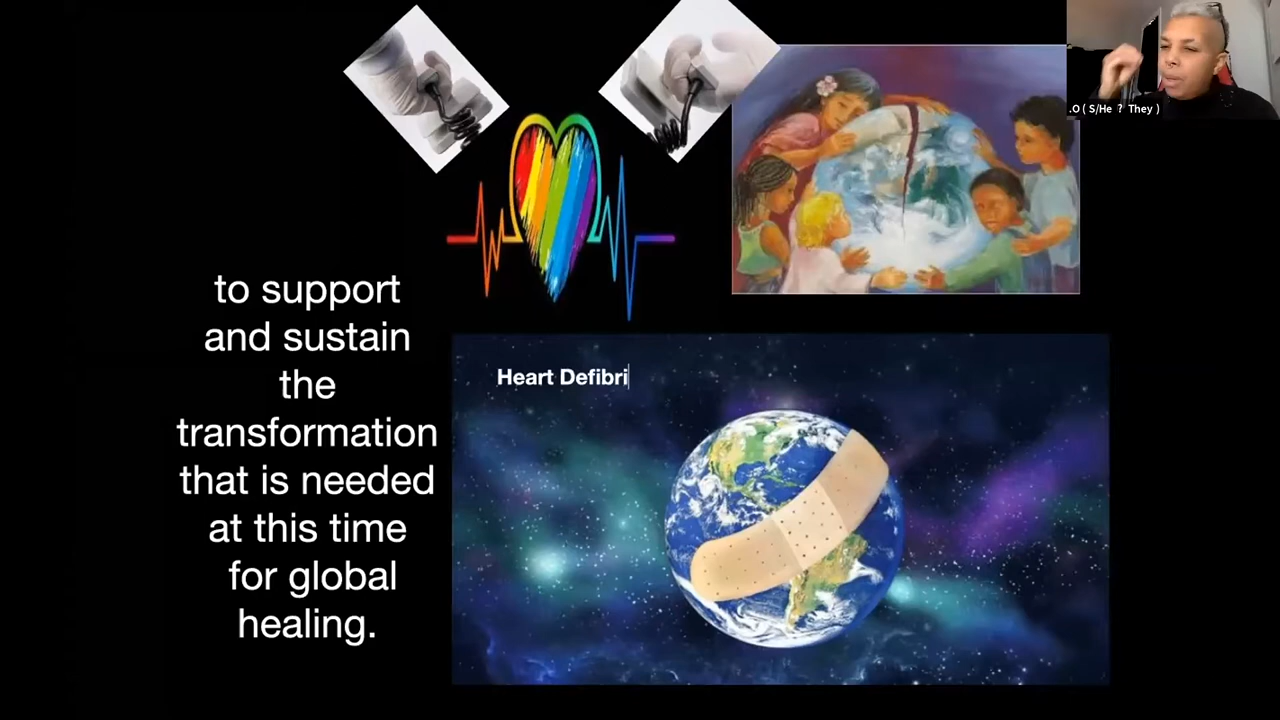 .O ( S/He ? They )
to support
and sustain
the
transformation
that is needed
at this time
for global
healing.
Heart Defibri